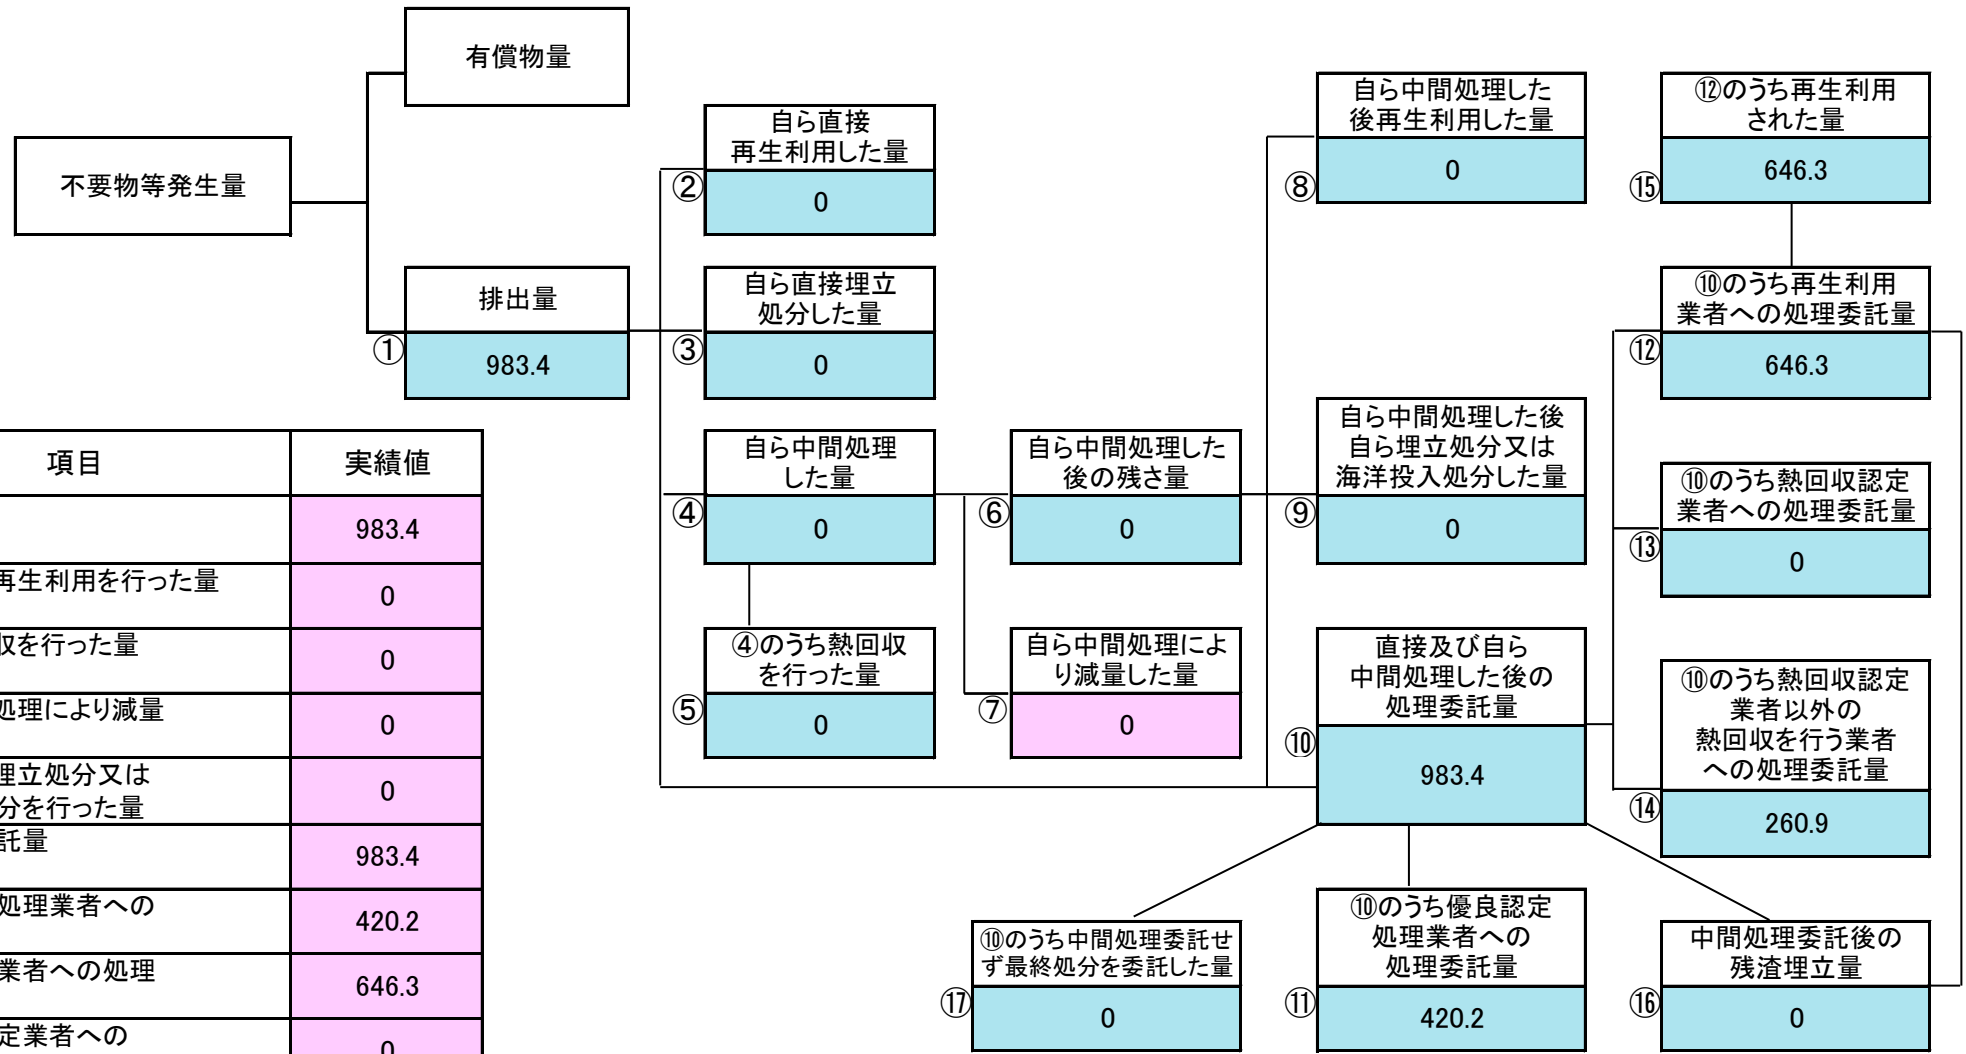 有償物量
不要物等発生量
排出量
①
983.4
自ら直接
再生利用した量
②
0
自ら直接埋立
処分した量
③
0
自ら中間処理
した量
④
0
④のうち熱回収
を行った量
⑤
0
自ら中間処理した
後の残さ量
⑥
0
自ら中間処理によ
り減量した量
⑦
0
自ら中間処理した
後再生利用した量
⑧
0
自ら中間処理した後
自ら埋立処分又は
海洋投入処分した量
⑨
0
直接及び自ら
中間処理した後の
処理委託量
⑩
983.4
⑫のうち再生利用
された量
⑮
646.3
⑩のうち再生利用
業者への処理委託量
⑫
646.3
⑩のうち熱回収認定
業者への処理委託量
⑬
0
⑩のうち熱回収認定
業者以外の
熱回収を行う業者
への処理委託量
⑭
260.9
⑩のうち中間処理委託せ
ず最終処分を委託した量
⑰
0
⑩のうち優良認定
処理業者への
処理委託量
⑪
420.2
中間処理委託後の
残渣埋立量
⑯
0
項目 実績値
983.4
再生利用を行った量
0
収を行った量
0
処理により減量
0
埋立処分又は
分を行った量
0
託量
983.4
処理業者への
420.2
業者への処理
646.3
定業者への
0